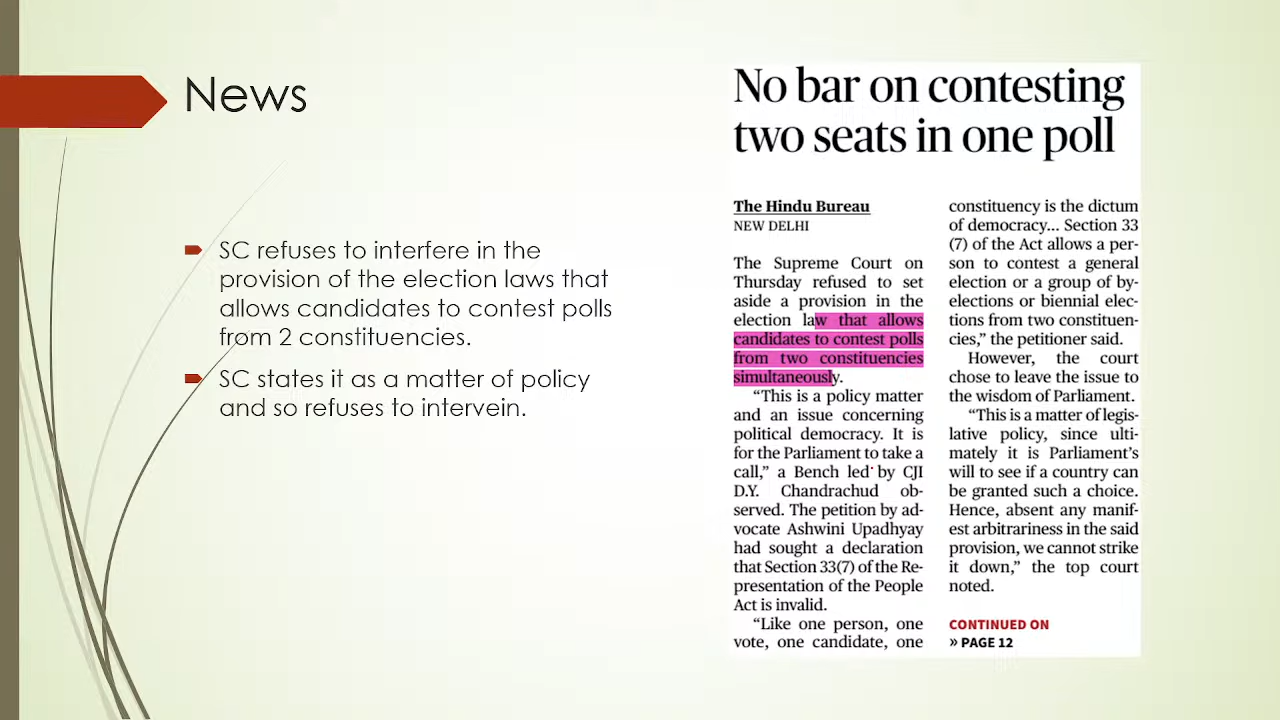 News
SC refuses to interfere in the
provision of the election laws that
allows candidates to contest polls
from 2 constituencies.
SC states it as a matter of policy
and so refuses to intervein.
No bar on contesting
two seats in one poll
The Hindu Bureau
NEW DELHI
The Supreme Court on
Thursday refused to set
aside a provision in the
election law that allows
candidates to contest polls
from two constituencies
simultaneously.
“This is a policy matter
and an issue concerning
political democracy. It is
for the Parliament to take a
call,” a Bench led by CJI
D.Y. Chandrachud ob-
served. The petition by ad-
vocate Ashwini Upadhyay
had sought a declaration
that Section 33(7) of the Re-
presentation of the People
Act is invalid.
“Like one person, one
vote, one candidate, one
constituency is the dictum
of democracy... Section 33
(7) of the Act allows a per-
son to contest a general
election or a group of by-
elections or biennial elec-
tions from two constituen-
cies,” the petitioner said.
However, the court
chose to leave the issue to
the wisdom of Parliament.
“This is a matter of legis-
lative policy, since ulti-
mately it is Parliament’s
will to see if a country can
be granted such a choice.
Hence, absent any manif-
est arbitrariness in the said
provision, we cannot strike
it down,” the top court
noted.
CONTINUED ON
» PAGE 12